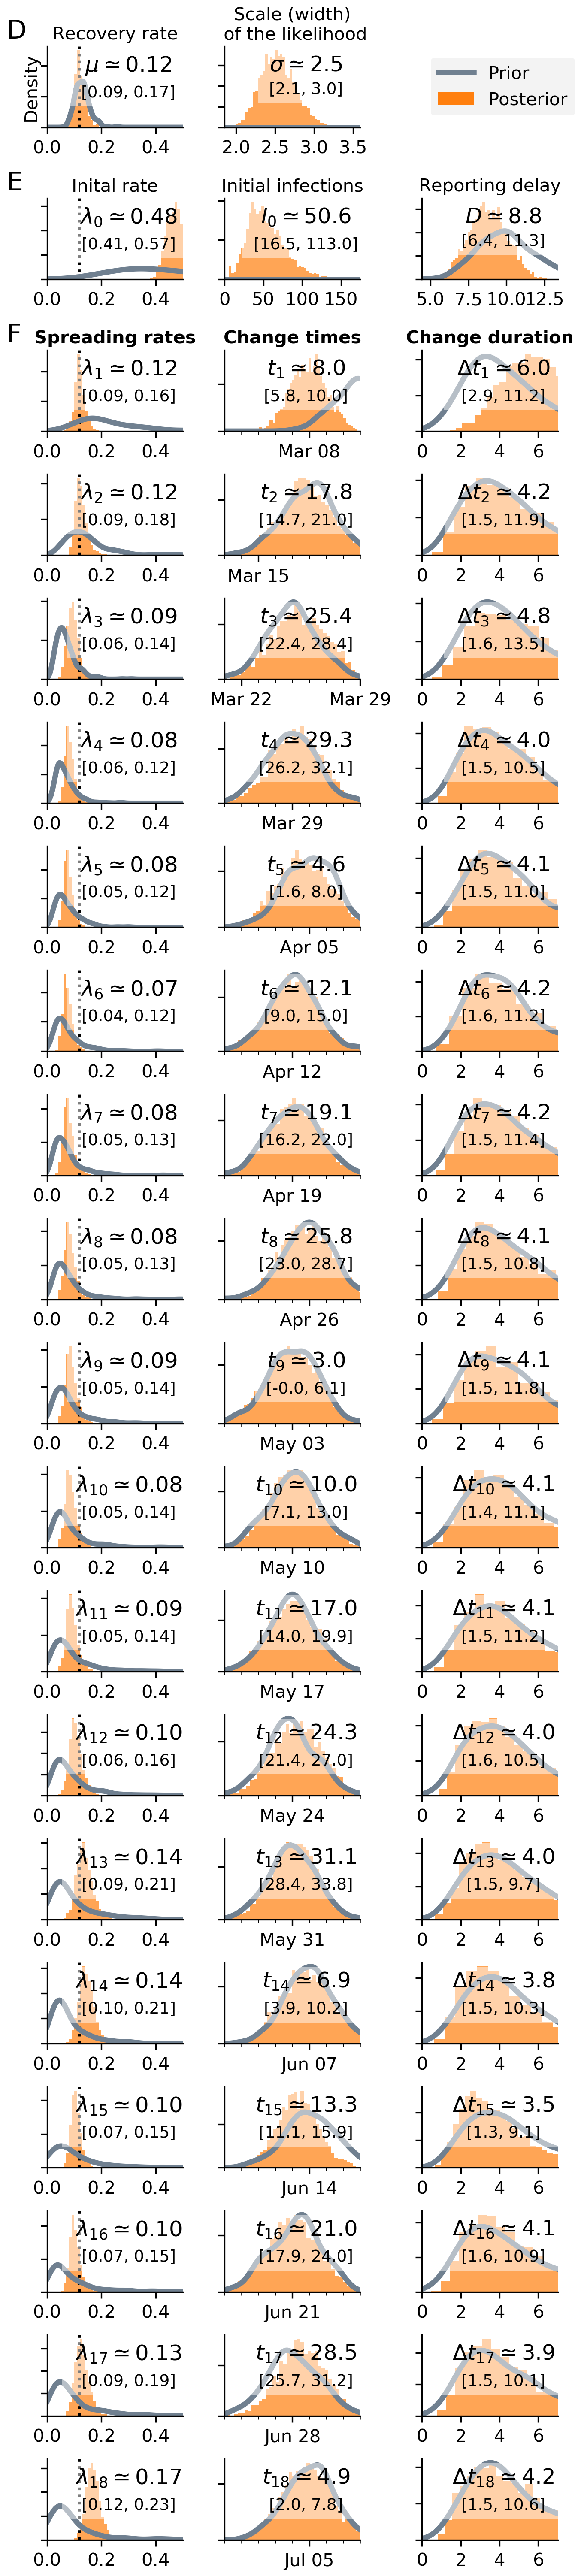 D
Recovery rate
Scale (width)
of the likelihood
Density
μ ≃ 0.12
[0.09, 0.17]
σ ≃ 2.5
[2.1, 3.0]
Prior
Posterior
0.0 0.2 0.4
2.0 2.5 3.0 3.5
E
Inital rate
Initial infections
Reporting delay
λ0 ≃ 0.48
[0.41, 0.57]
I0 ≃ 50.6
[16.5, 113.0]
D ≃ 8.8
[6.4, 11.3]
0.0 0.2 0.4
0 50 100 150
5.0 7.5 10.0 12.5
F
Spreading rates
Change times
Change duration
λ1 ≃ 0.12
[0.09, 0.16]
t1 ≃ 8.0
[5.8, 10.0]
Δt1 ≃ 6.0
[2.9, 11.2]
0.0 0.2 0.4
Mar 08
0 2 4 6
λ2 ≃ 0.12
[0.09, 0.18]
t2 ≃ 17.8
[14.7, 21.0]
Δt2 ≃ 4.2
[1.5, 11.9]
0.0 0.2 0.4
Mar 15
0 2 4 6
λ3 ≃ 0.09
[0.06, 0.14]
t3 ≃ 25.4
[22.4, 28.4]
Δt3 ≃ 4.8
[1.6, 13.5]
0.0 0.2 0.4
Mar 22 Mar 29
0 2 4 6
λ4 ≃ 0.08
[0.06, 0.12]
t4 ≃ 29.3
[26.2, 32.1]
Δt4 ≃ 4.0
[1.5, 10.5]
0.0 0.2 0.4
Mar 29
0 2 4 6
λ5 ≃ 0.08
[0.05, 0.12]
t5 ≃ 4.6
[1.6, 8.0]
Δt5 ≃ 4.1
[1.5, 11.0]
0.0 0.2 0.4
Apr 05
0 2 4 6
λ6 ≃ 0.07
[0.04, 0.12]
t6 ≃ 12.1
[9.0, 15.0]
Δt6 ≃ 4.2
[1.6, 11.2]
0.0 0.2 0.4
Apr 12
0 2 4 6
λ7 ≃ 0.08
[0.05, 0.13]
t7 ≃ 19.1
[16.2, 22.0]
Δt7 ≃ 4.2
[1.5, 11.4]
0.0 0.2 0.4
Apr 19
0 2 4 6
λ8 ≃ 0.08
[0.05, 0.13]
t8 ≃ 25.8
[23.0, 28.7]
Δt8 ≃ 4.1
[1.5, 10.8]
0.0 0.2 0.4
Apr 26
0 2 4 6
λ9 ≃ 0.09
[0.05, 0.14]
t9 ≃ 3.0
[-0.0, 6.1]
Δt9 ≃ 4.1
[1.5, 11.8]
0.0 0.2 0.4
May 03
0 2 4 6
λ10 ≃ 0.08
[0.05, 0.14]
t10 ≃ 10.0
[7.1, 13.0]
Δt10 ≃ 4.1
[1.4, 11.1]
0.0 0.2 0.4
May 10
0 2 4 6
λ11 ≃ 0.09
[0.05, 0.14]
t11 ≃ 17.0
[14.0, 19.9]
Δt11 ≃ 4.1
[1.5, 11.2]
0.0 0.2 0.4
May 17
0 2 4 6
λ12 ≃ 0.10
[0.06, 0.16]
t12 ≃ 24.3
[21.4, 27.0]
Δt12 ≃ 4.0
[1.6, 10.5]
0.0 0.2 0.4
May 24
0 2 4 6
λ13 ≃ 0.14
[0.09, 0.21]
t13 ≃ 31.1
[28.4, 33.8]
Δt13 ≃ 4.0
[1.5, 9.7]
0.0 0.2 0.4
May 31
0 2 4 6
λ14 ≃ 0.14
[0.10, 0.21]
t14 ≃ 6.9
[3.9, 10.2]
Δt14 ≃ 3.8
[1.5, 10.3]
0.0 0.2 0.4
Jun 07
0 2 4 6
λ15 ≃ 0.10
[0.07, 0.15]
t15 ≃ 13.3
[11.1, 15.9]
Δt15 ≃ 3.5
[1.3, 9.1]
0.0 0.2 0.4
Jun 14
0 2 4 6
λ16 ≃ 0.10
[0.07, 0.15]
t16 ≃ 21.0
[17.9, 24.0]
Δt16 ≃ 4.1
[1.6, 10.9]
0.0 0.2 0.4
Jun 21
0 2 4 6
λ17 ≃ 0.13
[0.09, 0.19]
t17 ≃ 28.5
[25.7, 31.2]
Δt17 ≃ 3.9
[1.5, 10.1]
0.0 0.2 0.4
Jun 28
0 2 4 6
λ18 ≃ 0.17
[0.12, 0.23]
t18 ≃ 4.9
[2.0, 7.8]
Δt18 ≃ 4.2
[1.5, 10.6]
0.0 0.2 0.4
Jul 05
0 2 4 6